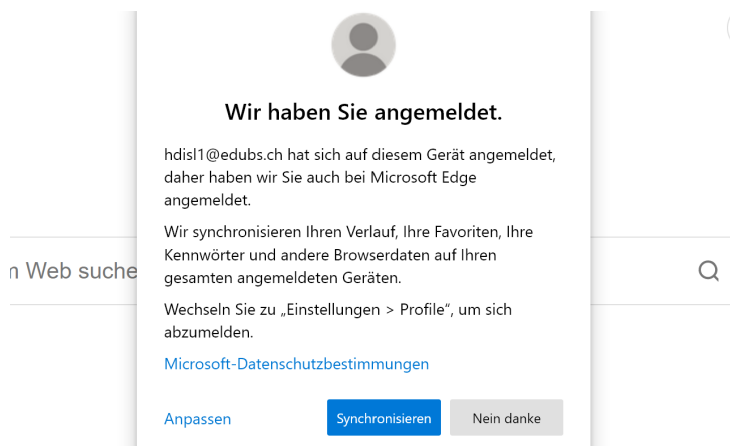 Wir haben Sie angemeldet.
hdisl1@edubs.ch hat sich auf diesem Gerät angemeldet,
daher haben wir Sie auch bei Microsoft Edge
angemeldet.
Wir synchronisieren Ihren Verlauf, Ihre Favoriten, Ihre
Kennwörter und andere Browserdaten auf Ihren
gesamten angemeldeten Geräten.
m Web suche
Wechseln Sie zu „Einstellungen > Profile“, um sich
abzumelden.
Microsoft-Datenschutzbestimmungen
Anpassen
Synchronisieren
Nein danke